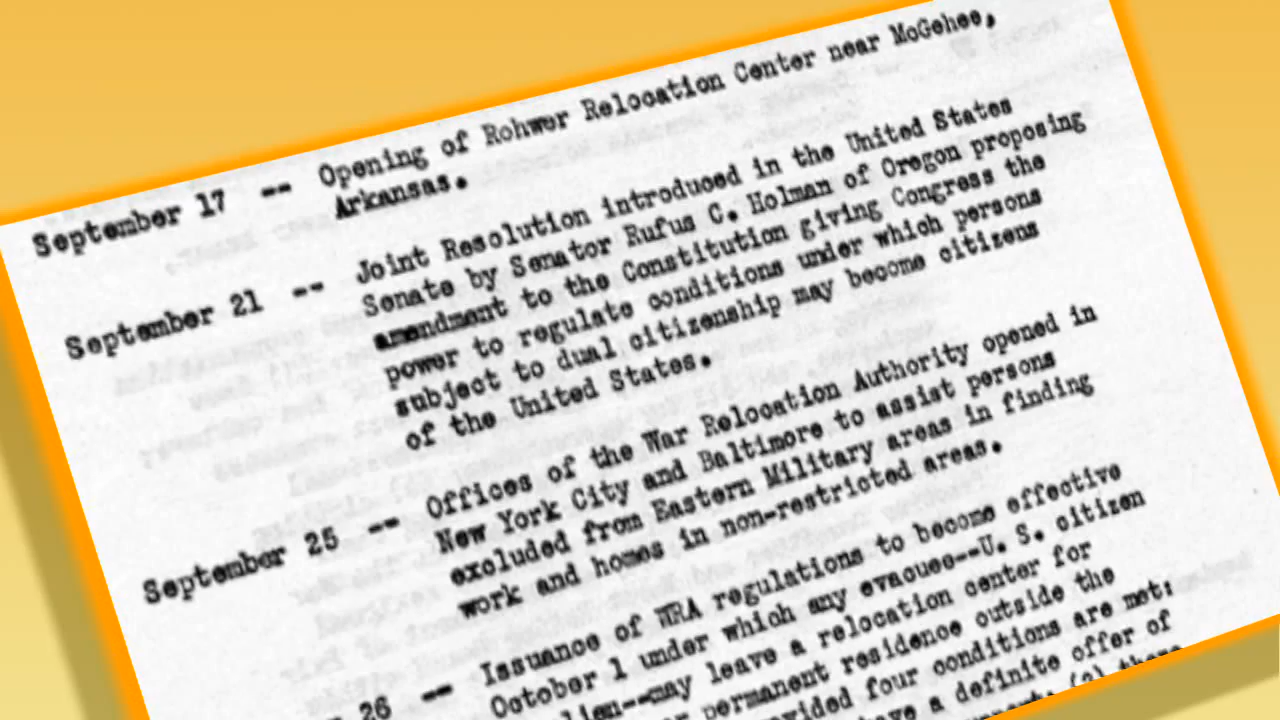 September 17 -- Opening of Rohwer Relocation Center near McGehee,
Arkansas.
September 21 -- Joint Resolution introduced in the United States
Senate by Senator Rufus C. Holman of Oregon proposing
amendment to the Constitution giving Congress the
power to regulate conditions under which persons
subject to dual citizenship may become citizens
of the United States.
September 25 -- Offices of the War Relocation Authority opened in
New York City and Baltimore to assist persons
excluded from Eastern Military areas in finding
work and homes in non-restricted areas.
26 -- Issuance of WRA regulations to become effective
October 1 under which any evacuee--U. S. citizen
--may leave a relocation center for
permanent residence outside the
four conditions are met:
a definite offer of